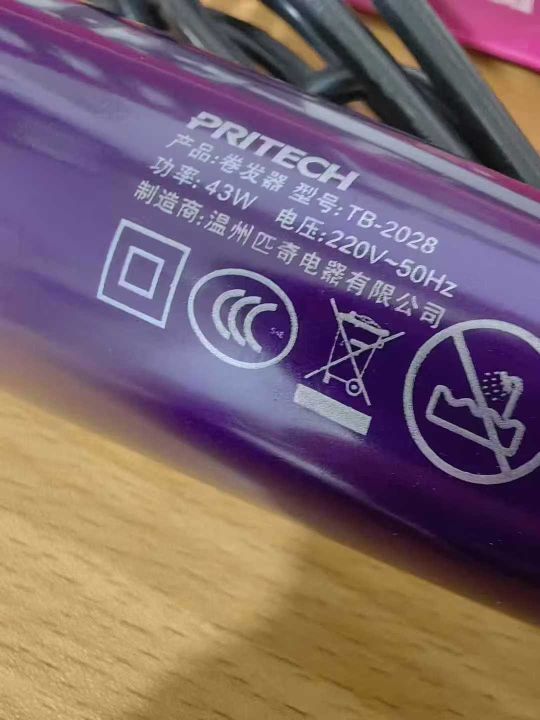 PRITECH
产品:卷发器 型号:TB-2028
功率: 43W 电压:220V~50Hz
制造商:温州匹奇电器有限公司
CCC
S&E